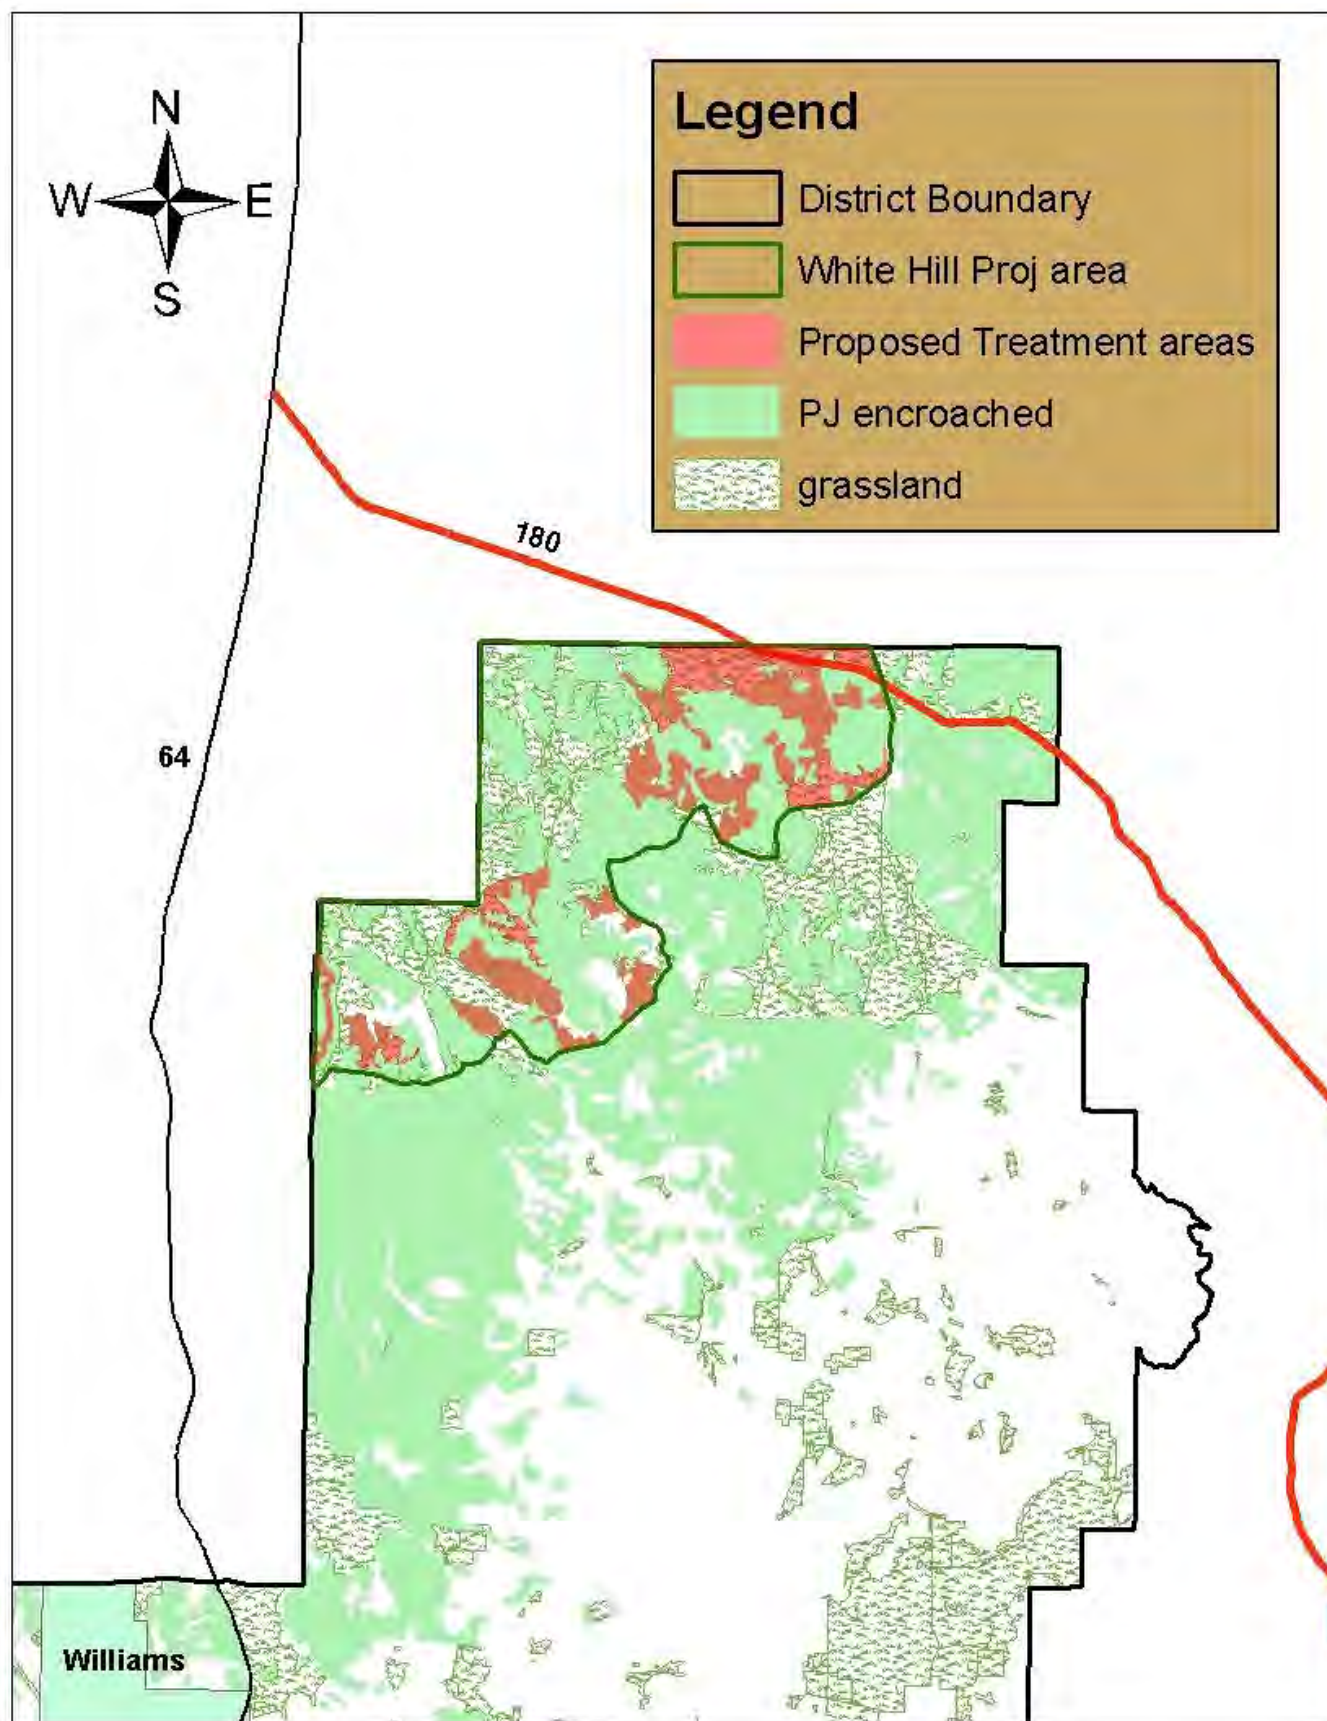 N
W E
S
Legend
District Boundary
White Hill Proj area
Proposed Treatment areas
PJ encroached
grassland
180
64
Williams